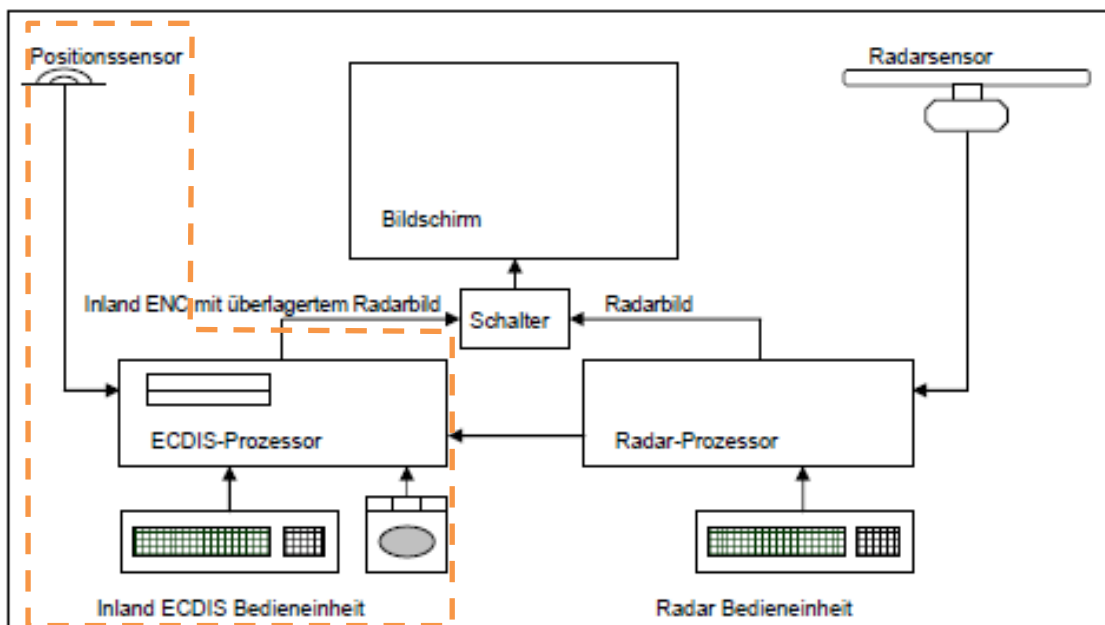 Positionssensor
Radarsensor
Bildschirm
Inland ENC mit überlagertem Radarbild
Schalter
Radarbild
ECDIS-Prozessor
Radar-Prozessor
Inland ECDIS Bedieneinheit
Radar Bedieneinheit